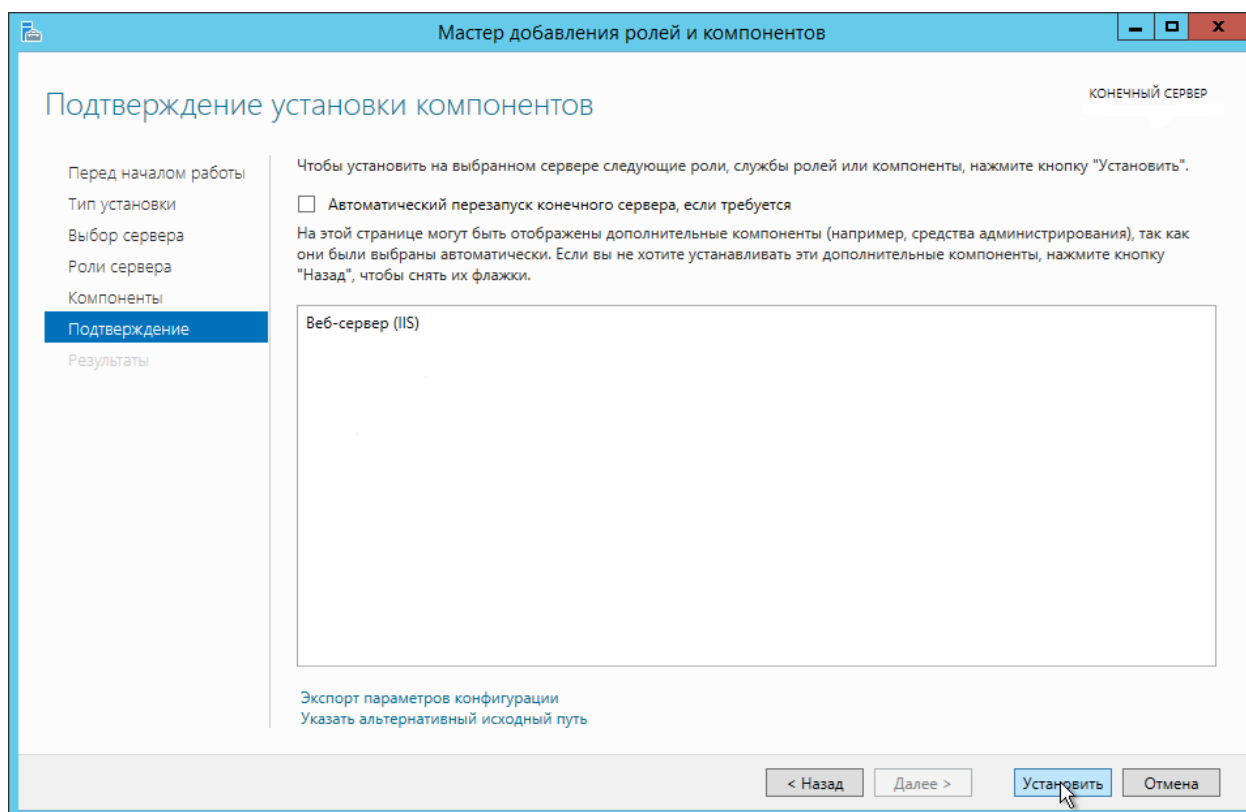 Мастер добавления ролей и компонентов
Подтверждение установки компонентов
КОНЕЧНЫЙ СЕРВЕР
Перед началом работы
Тип установки
Выбор сервера
Роли сервера
Компоненты
Подтверждение
Результаты
Чтобы установить на выбранном сервере следующие роли, службы ролей или компоненты, нажмите кнопку "Установить".
Автоматический перезапуск конечного сервера, если требуется
На этой странице могут быть отображены дополнительные компоненты (например, средства администрирования), так как
они были выбраны автоматически. Если вы не хотите устанавливать эти дополнительные компоненты, нажмите кнопку
"Назад", чтобы снять их флажки.
Веб-сервер (IIS)
Экспорт параметров конфигурации
Указать альтернативный исходный путь
< Назад
Далее >
Установить
Отмена